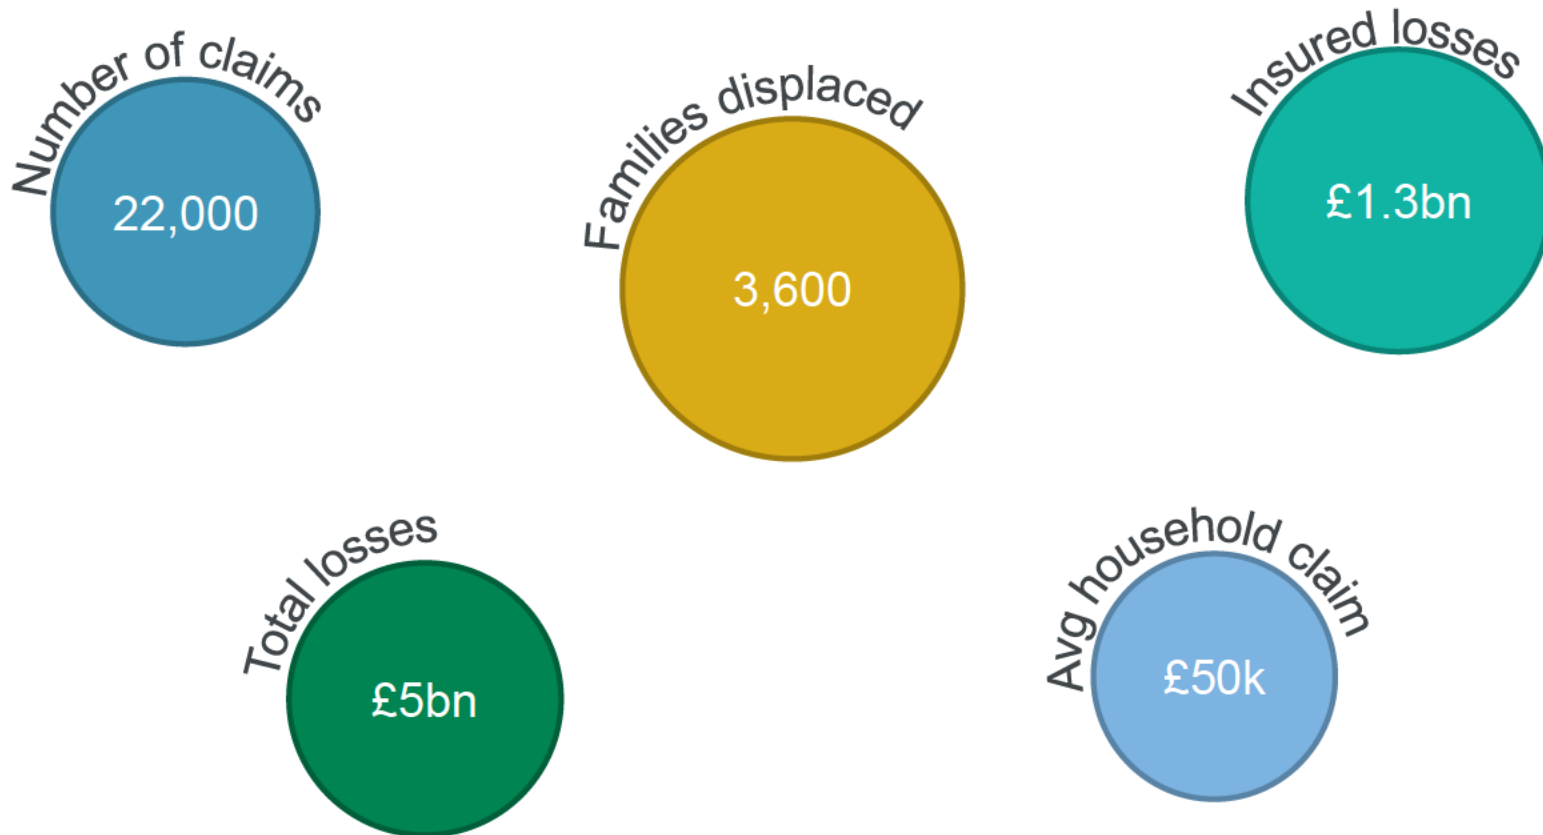 Number of claims
22,000
Families displaced
3,600
Insured losses
£1.3bn
Total losses
£5bn
Avg household claim
£50k